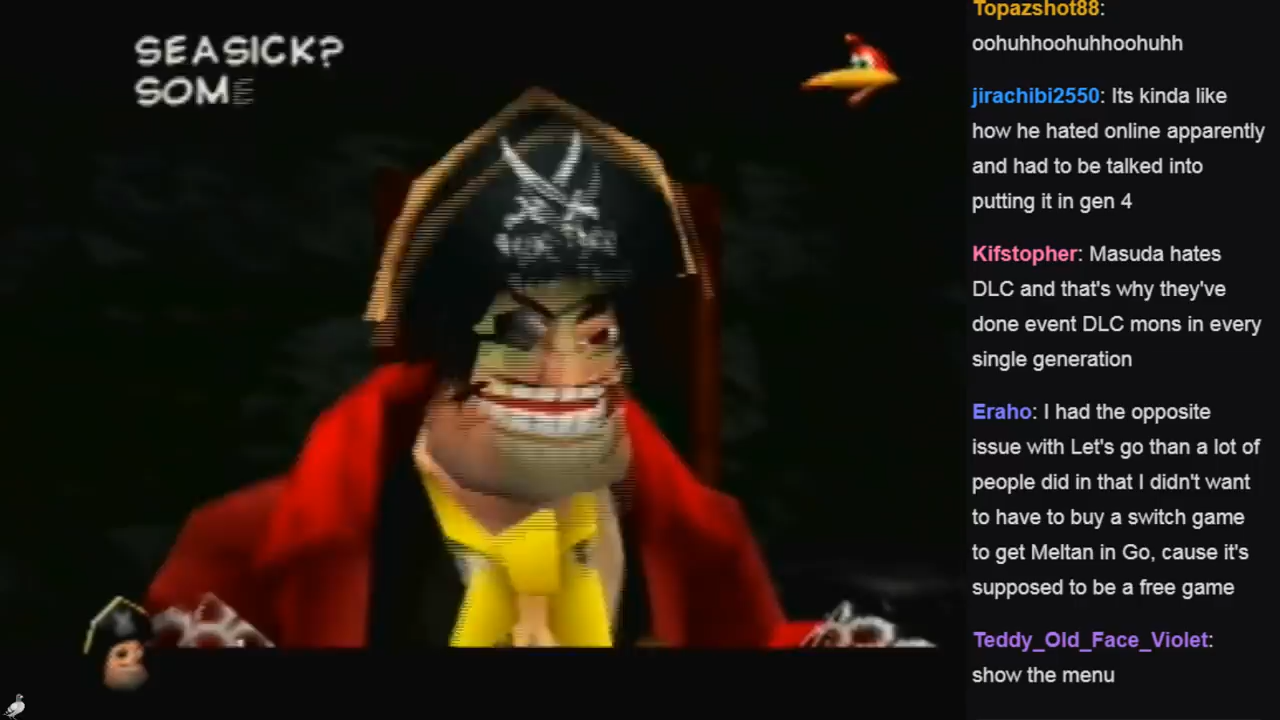 SEASICK?
SOME
Topazshot88:
oohuhhoohuhhoohuhh
jirachibi2550: Its kinda like
how he hated online apparently
and had to be talked into
putting it in gen 4
Kifstopher: Masuda hates
DLC and that's why they've
done event DLC mons in every
single generation
Eraho: I had the opposite
issue with Let's go than a lot of
people did in that I didn't want
to have to buy a switch game
to get Meltan in Go, cause it's
supposed to be a free game
Teddy_Old_Face_Violet:
show the menu